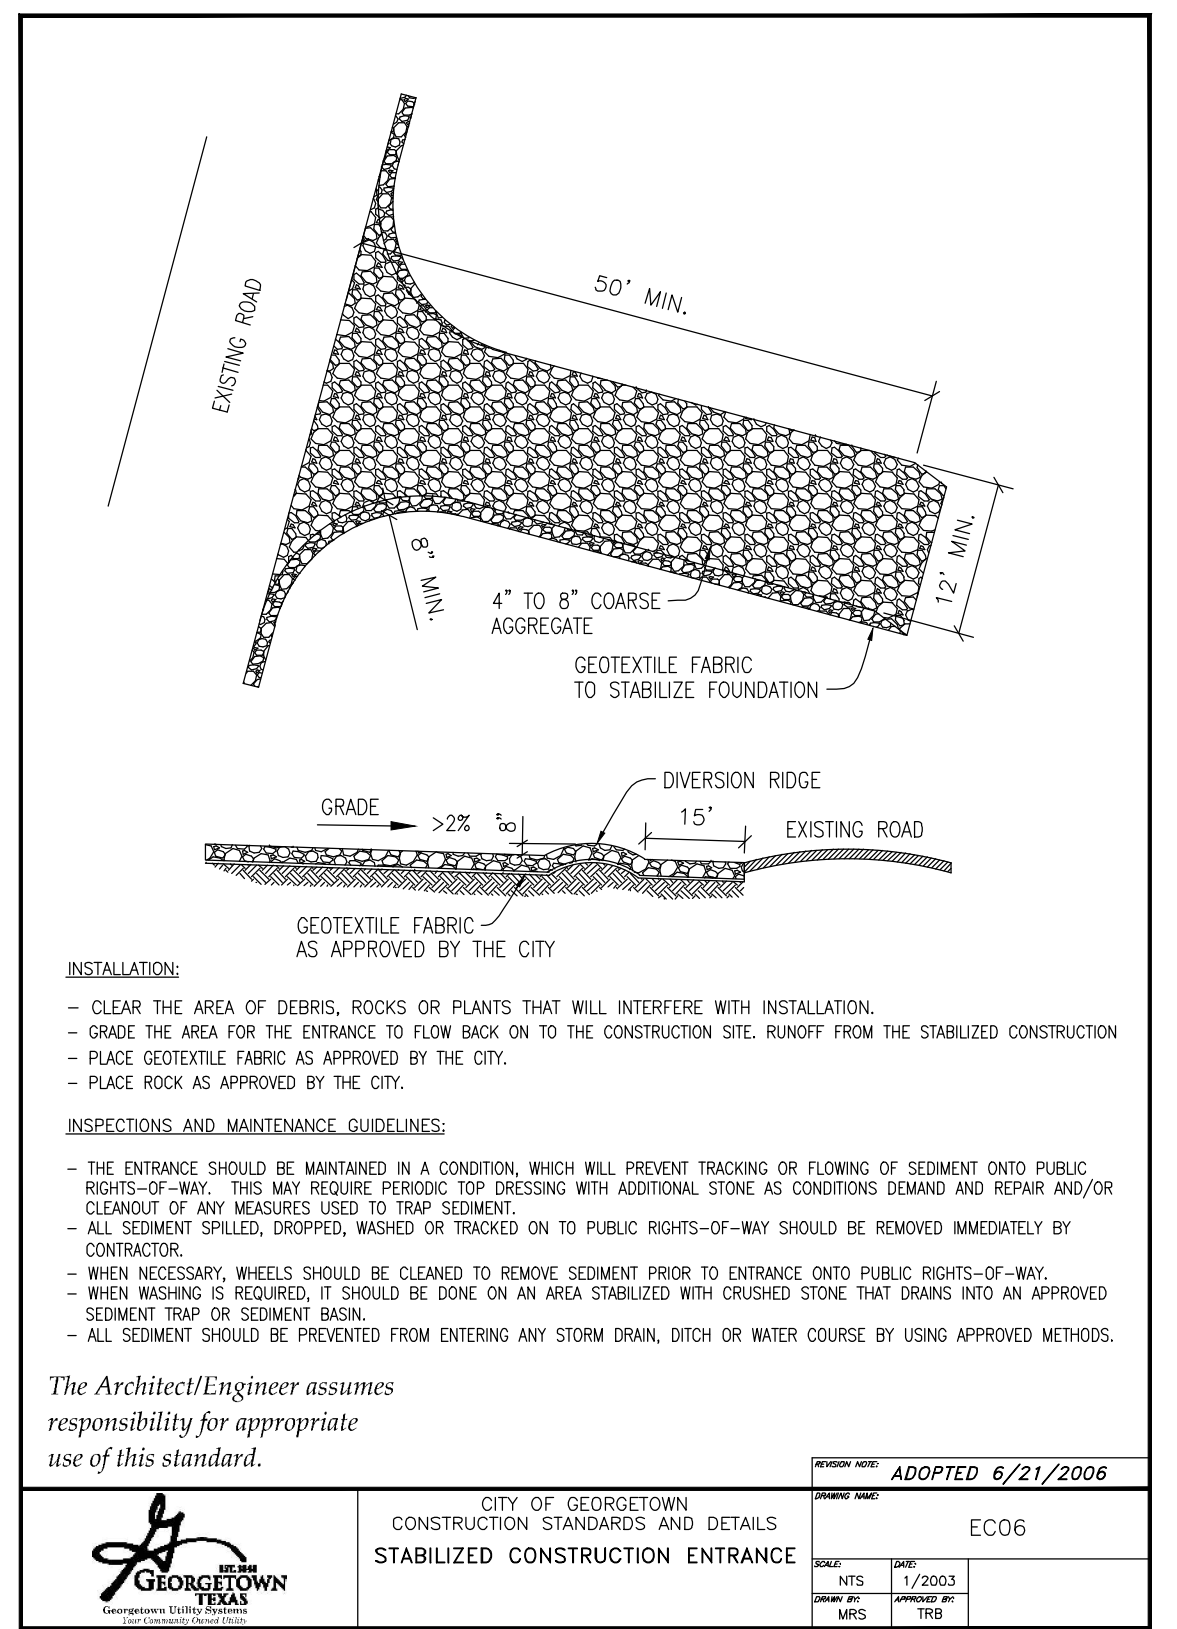 50' MIN.
EXISTING ROAD
12' MIN.
8" MIN.
4" TO 8" COARSE
AGGREGATE
GEOTEXTILE FABRIC
TO STABILIZE FOUNDATION
DIVERSION RIDGE
GRADE
>2%
8"
15'
EXISTING ROAD
GEOTEXTILE FABRIC
AS APPROVED BY THE CITY
INSTALLATION:
– CLEAR THE AREA OF DEBRIS, ROCKS OR PLANTS THAT WILL INTERFERE WITH INSTALLATION.
– GRADE THE AREA FOR THE ENTRANCE TO FLOW BACK ON TO THE CONSTRUCTION SITE. RUNOFF FROM THE STABILIZED CONSTRUCTION
– PLACE GEOTEXTILE FABRIC AS APPROVED BY THE CITY.
– PLACE ROCK AS APPROVED BY THE CITY.
INSPECTIONS AND MAINTENANCE GUIDELINES:
– THE ENTRANCE SHOULD BE MAINTAINED IN A CONDITION, WHICH WILL PREVENT TRACKING OR FLOWING OF SEDIMENT ONTO PUBLIC
RIGHTS–OF–WAY. THIS MAY REQUIRE PERIODIC TOP DRESSING WITH ADDITIONAL STONE AS CONDITIONS DEMAND AND REPAIR AND/OR
CLEANOUT OF ANY MEASURES USED TO TRAP SEDIMENT.
– ALL SEDIMENT SPILLED, DROPPED, WASHED OR TRACKED ON TO PUBLIC RIGHTS–OF–WAY SHOULD BE REMOVED IMMEDIATELY BY
CONTRACTOR.
– WHEN NECESSARY, WHEELS SHOULD BE CLEANED TO REMOVE SEDIMENT PRIOR TO ENTRANCE ONTO PUBLIC RIGHTS–OF–WAY.
– WHEN WASHING IS REQUIRED, IT SHOULD BE DONE ON AN AREA STABILIZED WITH CRUSHED STONE THAT DRAINS INTO AN APPROVED
SEDIMENT TRAP OR SEDIMENT BASIN.
– ALL SEDIMENT SHOULD BE PREVENTED FROM ENTERING ANY STORM DRAIN, DITCH OR WATER COURSE BY USING APPROVED METHODS.
The Architect/Engineer assumes
responsibility for appropriate
use of this standard.
REVISION NOTE:
ADOPTED 6/21/2006
EST. 1848
GEORGETOWN
TEXAS
Georgetown Utility Systems
Your Community Owned Utility
CITY OF GEORGETOWN
CONSTRUCTION STANDARDS AND DETAILS
STABILIZED CONSTRUCTION ENTRANCE
DRAWING NAME:
EC06
SCALE:
NTS
DATE:
1/2003
DRAWN BY:
MRS
APPROVED BY:
TRB